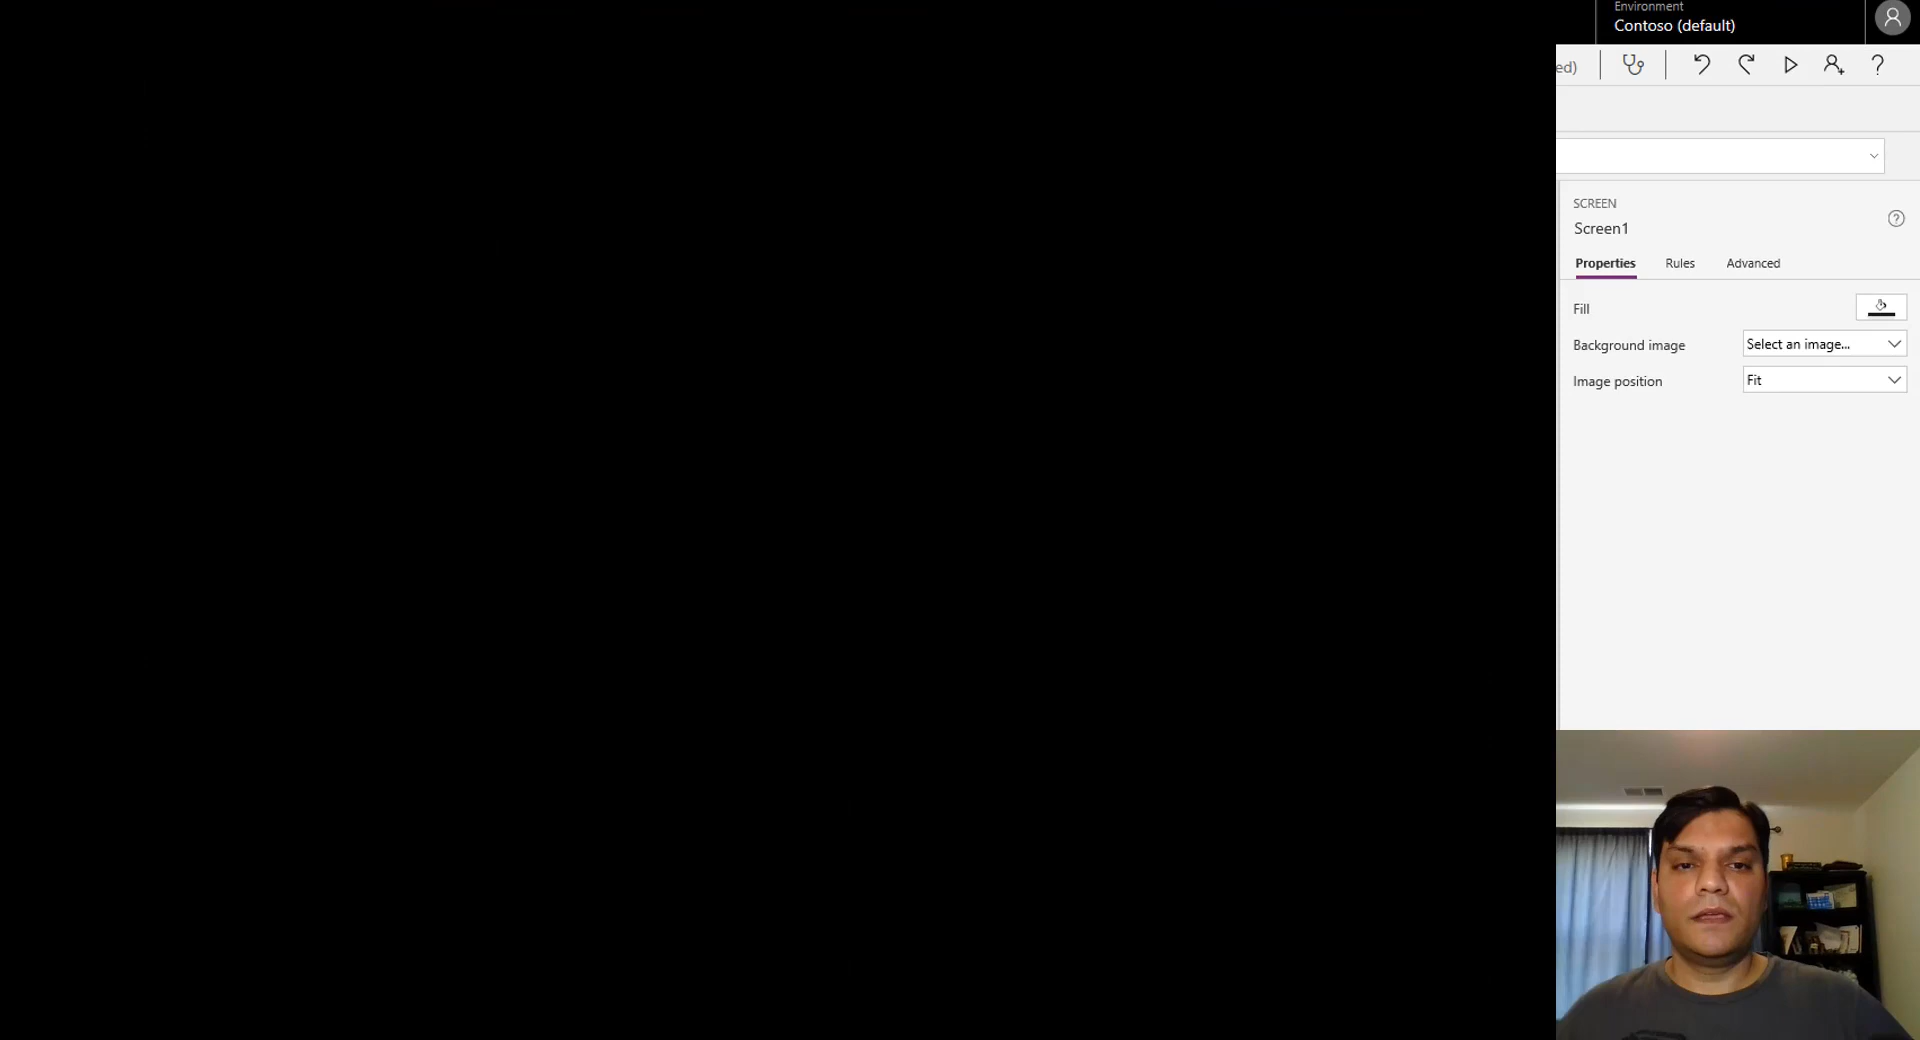 Environment
Contoso (default)
ed)
SCREEN
Screen1
Properties Rules Advanced
Fill
Background image Select an image...
Image position Fit